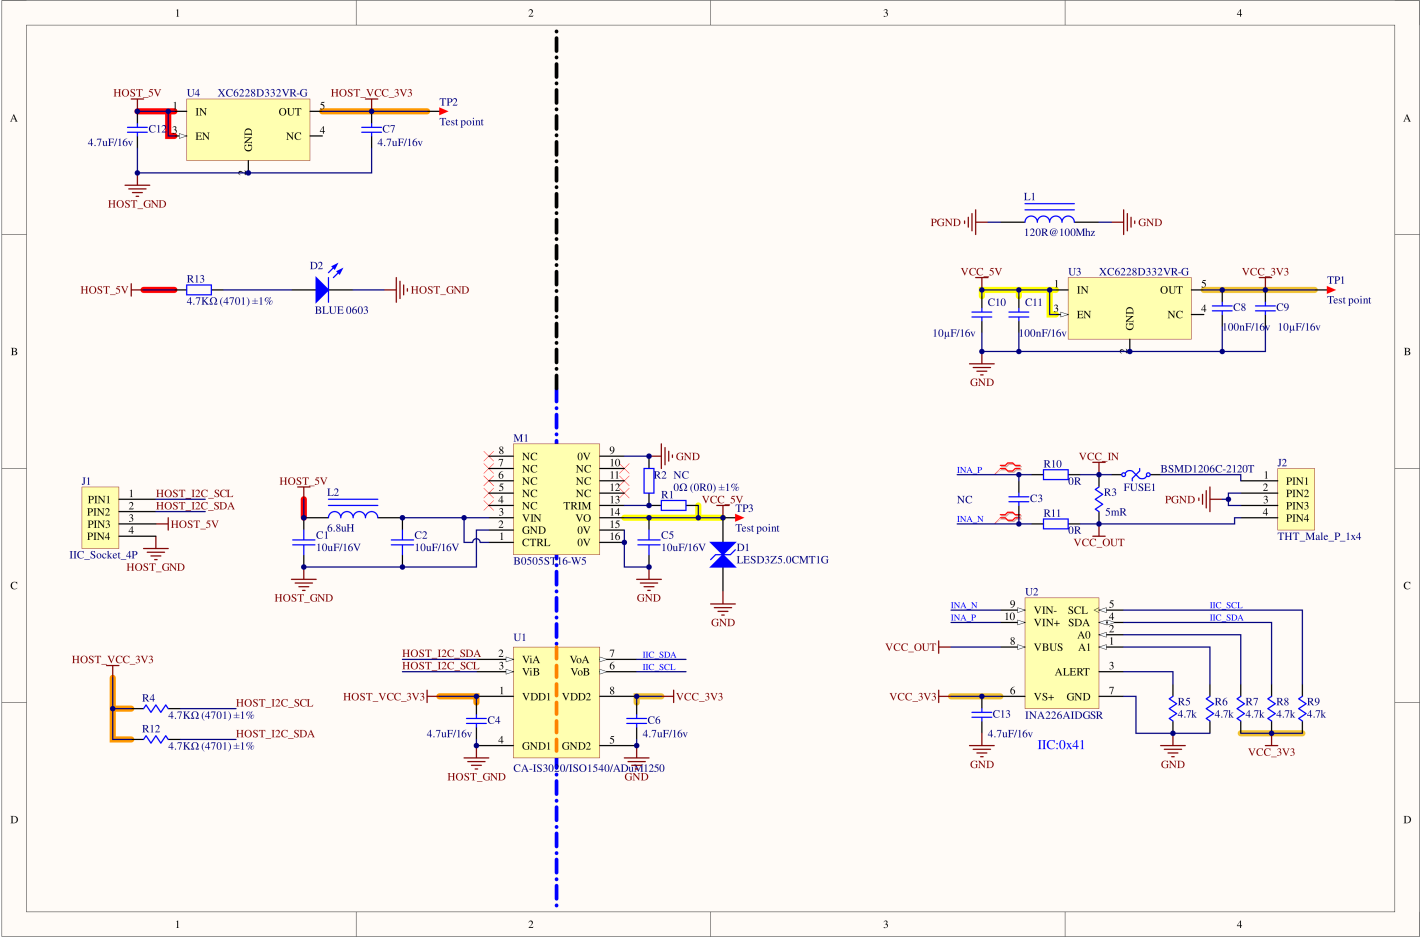 1 2 3 4
A A
HOST_5V
U4 XC6228D332VR-G
HOST_VCC_3V3
TP2
Test point
1 IN OUT 5
3 EN NC 4
GND
2
C12
4.7uF/16v
C7
4.7uF/16v
HOST_GND
L1
PGND GND
120R@100Mhz
HOST_5V
R13
4.7KΩ (4701) ±1%
D2
BLUE 0603
HOST_GND
VCC_5V
U3 XC6228D332VR-G
VCC_3V3
TP1
Test point
1 IN OUT 5
3 EN NC 4
GND
2
C10
10µF/16v
C11
100nF/16v
C8
100nF/16v
C9
10µF/16v
GND
B B
M1
8 NC 0V 9
7 NC NC 10
6 NC NC 11
5 NC NC 12
4 NC TRIM 13
3 VIN VO 14
2 GND 0V 15
1 CTRL 0V 16
B0505ST16-W5
GND
R2 NC
0Ω (0R0) ±1%
R1
VCC_5V
TP3
Test point
C5
10uF/16V
D1
LESD3Z5.0CMT1G
GND
GND
J1
PIN1 1 HOST_I2C_SCL
PIN2 2 HOST_I2C_SDA
PIN3 3 HOST_5V
PIN4 4
IIC_Socket_4P
HOST_GND
HOST_5V
L2
6.8uH
C1
10uF/16V
C2
10uF/16V
HOST_GND
INA_P
NC
INA_N
C3
R10
0R
R11
0R
VCC_IN
R3
5mR
VCC_OUT
FUSE1
BSMD1206C-2120T
PGND
J2
1 PIN1
2 PIN2
3 PIN3
4 PIN4
THT_Male_P_1x4
C C
U2
INA_N 9 VIN- SCL 5 IIC_SCL
INA_P 10 VIN+ SDA 4 IIC_SDA
A0 2
VCC_OUT 8 VBUS A1 1
ALERT 3
VCC_3V3 6 VS+ GND 7
INA226AIDGSR
C13
4.7uF/16v
GND
IIC:0x41
R5
4.7k
R6
4.7k
R7
4.7k
R8
4.7k
R9
4.7k
GND
VCC_3V3
HOST_VCC_3V3
R4
4.7KΩ (4701) ±1%
HOST_I2C_SCL
R12
4.7KΩ (4701) ±1%
HOST_I2C_SDA
U1
HOST_I2C_SDA 2 ViA VoA 7 IIC_SDA
HOST_I2C_SCL 3 ViB VoB 6 IIC_SCL
HOST_VCC_3V3 1 VDD1 VDD2 8 VCC_3V3
C4
4.7uF/16v
C6
4.7uF/16v
4 GND1 GND2 5
HOST_GND
CA-IS3020/ISO1540/ADuM1250
GND
D D
1 2 3 4